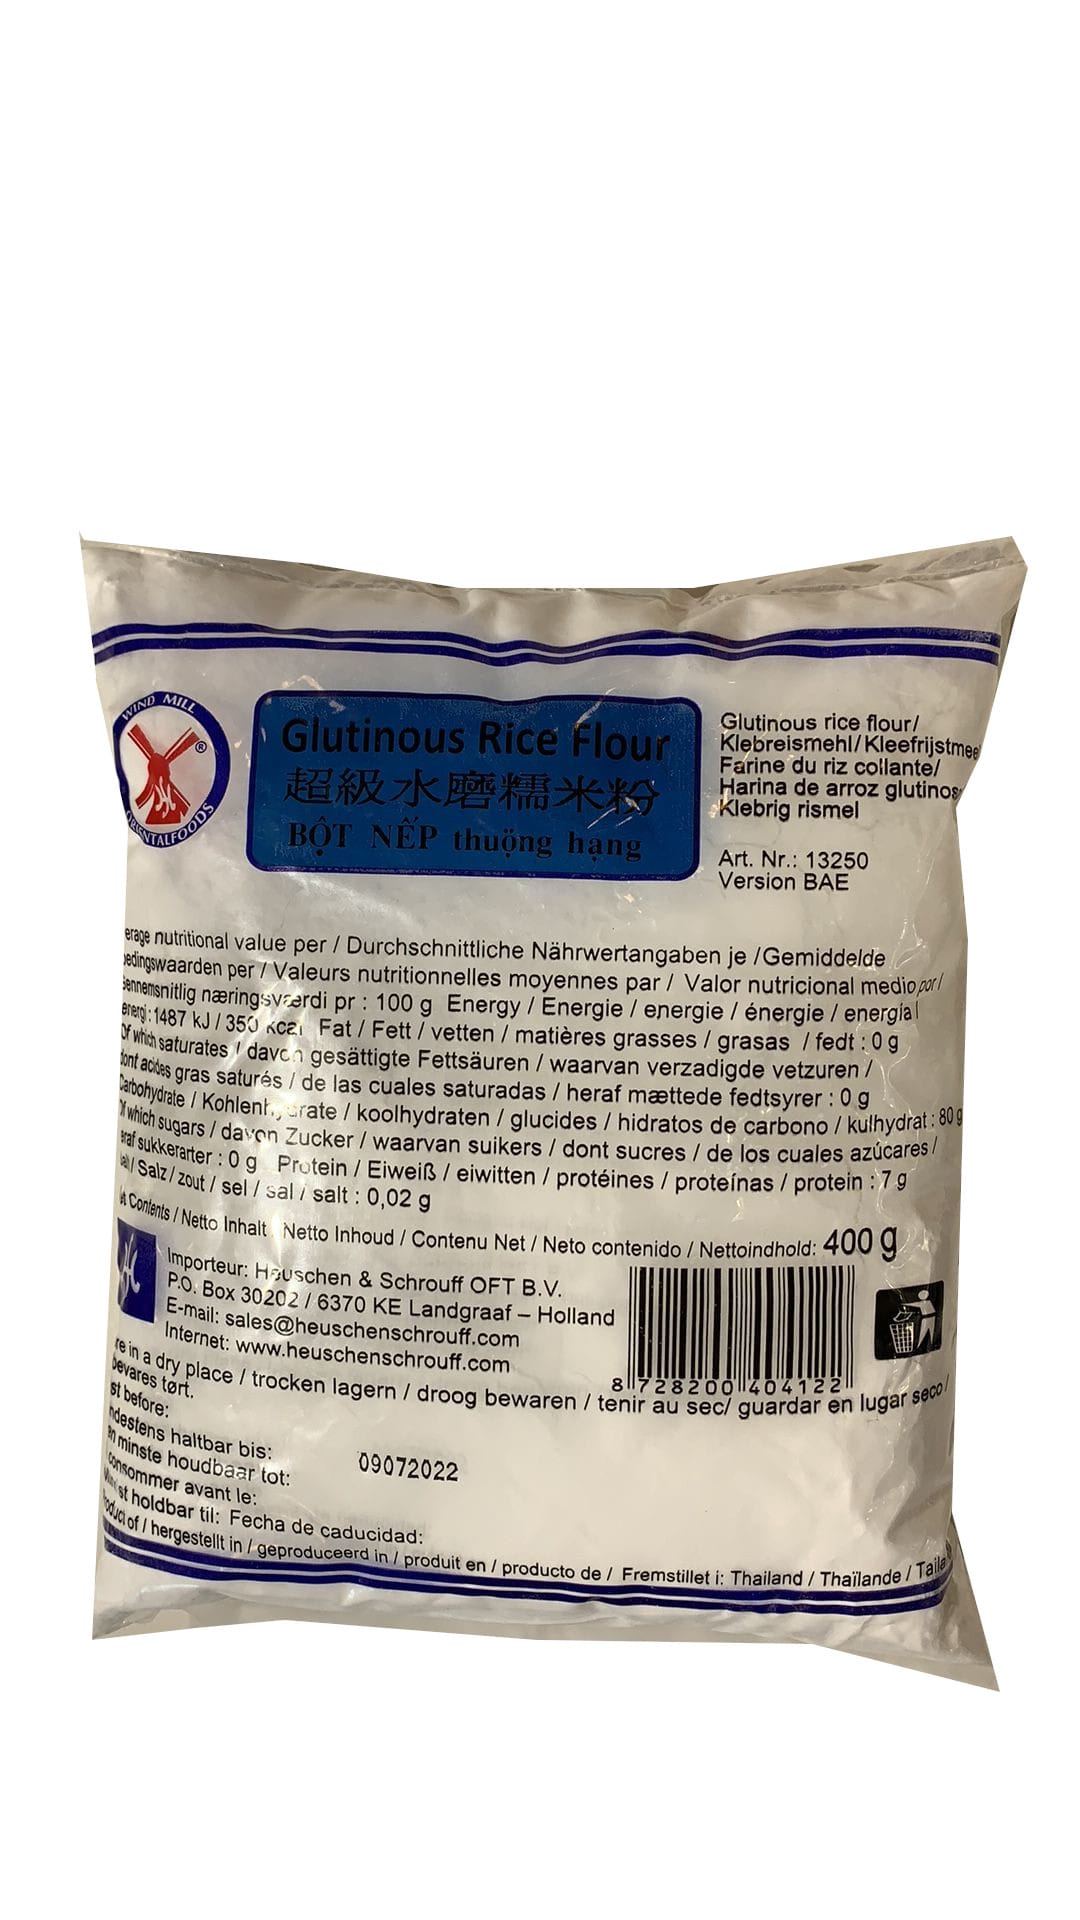 WIND MILL
ORIENTALFOODS
®
Glutinous Rice Flour
超級水磨糯米粉
BỘT NẾP thuộng hạng
Glutinous rice flour/
Klebreismehl/Kleefrijstmee
Farine du riz collante/
Harina de arroz glutinos
Klebrig rismel
Art. Nr.: 13250
Version BAE
erage nutritional value per / Durchschnittliche Nährwertangaben je /Gemiddelde
edingswaarden per / Valeurs nutritionnelles moyennes par / Valor nutricional medio por/
Gennemsnitlig næringsværdi pr : 100 g Energy / Energie / energie / énergie / energía /
energi : 1487 kJ / 350 kcal Fat / Fett / vetten / matières grasses / grasas / fedt : 0 g
Of which saturates / davon gesättigte Fettsäuren / waarvan verzadigde vetzuren /
dont acides gras saturés / de las cuales saturadas / heraf mættede fedtsyrer : 0 g
Carbohydrate / Kohlenhydrate / koolhydraten / glucides / hidratos de carbono / kulhydrat : 80 g
Of which sugars / davon Zucker / waarvan suikers / dont sucres / de los cuales azúcares /
eraf sukkerarter : 0 g Protein / Eiweiß / eiwitten / protéines / proteínas / protein : 7 g
alt / Salz / zout / sel / sal / salt : 0,02 g
et Contents / Netto Inhalt / Netto Inhoud / Contenu Net / Neto contenido / Nettoindhold: 400 g
Importeur: Heuschen & Schrouff OFT B.V.
P.O. Box 30202 / 6370 KE Landgraaf – Holland
E-mail: sales@heuschenschrouff.com
Internet: www.heuschenschrouff.com
8 728200 404122
re in a dry place / trocken lagern / droog bewaren / tenir au sec/ guardar en lugar seco /
bevares tørt.
st before:
ndestens haltbar bis:
en minste houdbaar tot:
consommer avant le:
st holdbar til: Fecha de caducidad:
09072022
oduct of / hergestellt in / geproduceerd in / produit en / producto de / Fremstillet i: Thailand / Thaïlande / Taila